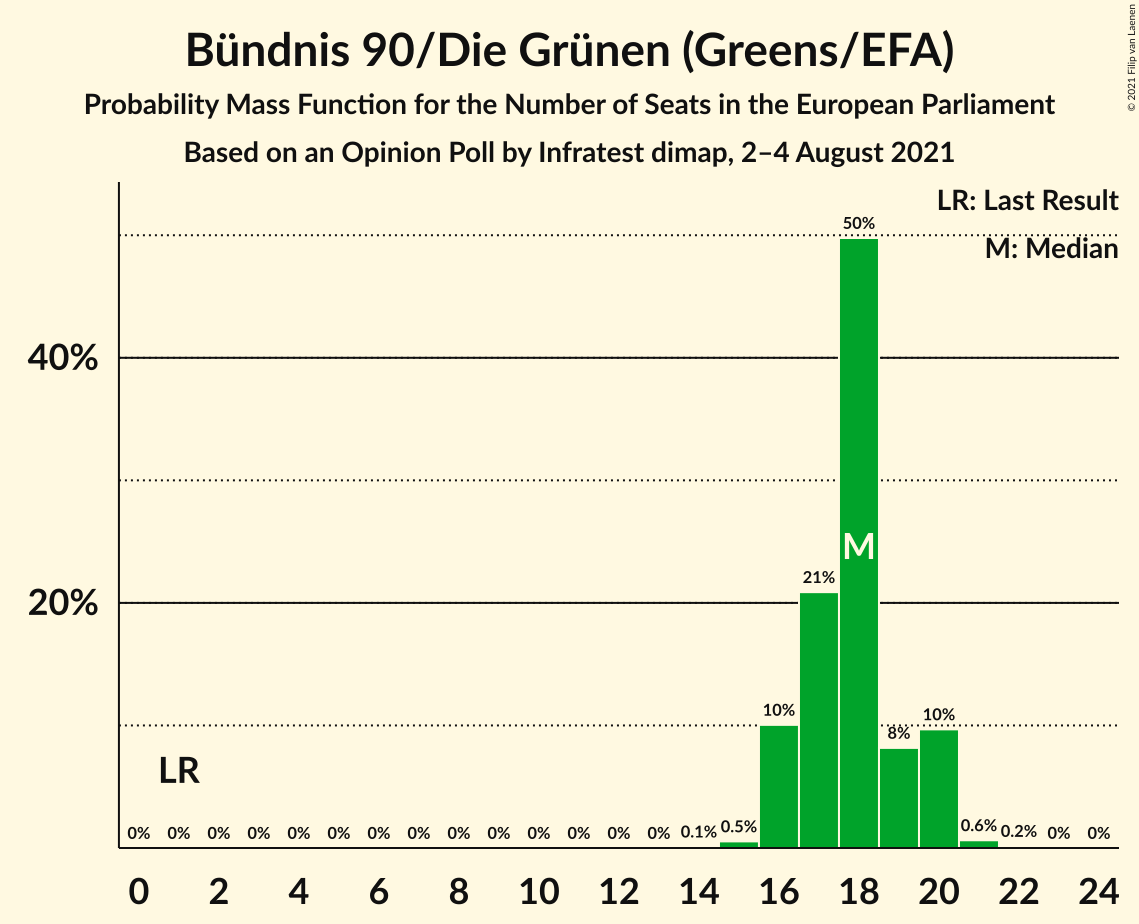 Bündnis 90/Die Grünen (Greens/EFA)
Probability Mass Function for the Number of Seats in the European Parliament
Based on an Opinion Poll by Infratest dimap, 2–4 August 2021
© 2021 Filip van Laenen
LR: Last Result
M: Median
50%
40%
M
21%
20%
10% 8% 10%
LR
0% 0% 0% 0% 0% 0% 0% 0% 0% 0% 0% 0% 0% 0% 0.1% 0.5% 0.6% 0.2% 0% 0%
0 2 4 6 8 10 12 14 16 18 20 22 24